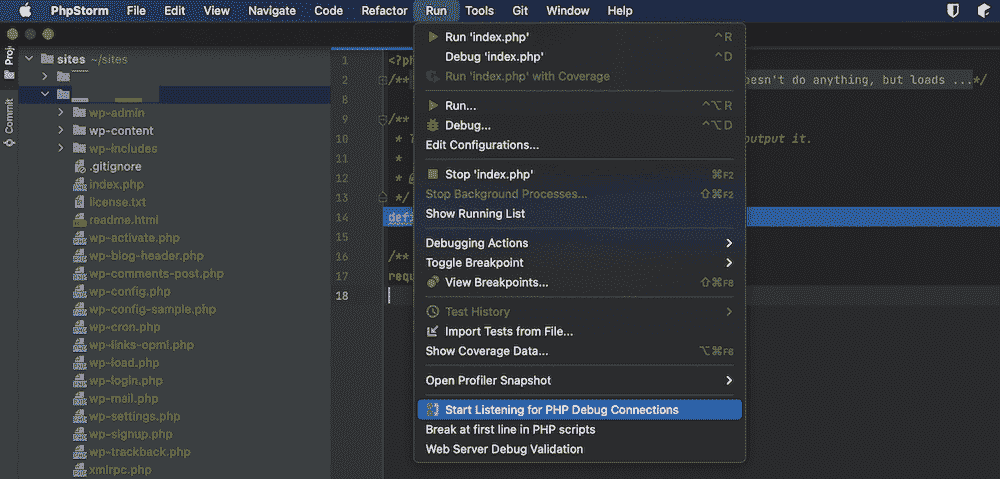 PhpStorm File Edit View Navigate Code Refactor Run Tools Git Window Help
Proj
Commit
sites ~/sites
wp-admin
wp-content
wp-includes
.gitignore
index.php
license.txt
readme.html
wp-activate.php
wp-blog-header.php
wp-comments-post.php
wp-config.php
wp-config-sample.php
wp-cron.php
wp-links-opml.php
wp-load.php
wp-login.php
wp-mail.php
wp-settings.php
wp-signup.php
wp-trackback.php
xmlrpc.php
1 <?ph
2 /** esn't do anything, but loads ...*/
8
9 /**
10 * T utput it.
11 *
12 *
13 */
14 defi
15
16 /**
17 requ
18
Run 'index.php' ^R
Debug 'index.php' ^D
Run 'index.php' with Coverage
Run... ^⌥R
Debug... ^⌥D
Edit Configurations...
Stop 'index.php' ⌘F2
Stop Background Processes... ⇧⌘F2
Show Running List
Debugging Actions
Toggle Breakpoint
View Breakpoints... ⇧⌘F8
Test History
Import Tests from File...
Show Coverage Data... ⌥⌘F6
Open Profiler Snapshot
Start Listening for PHP Debug Connections
Break at first line in PHP scripts
Web Server Debug Validation